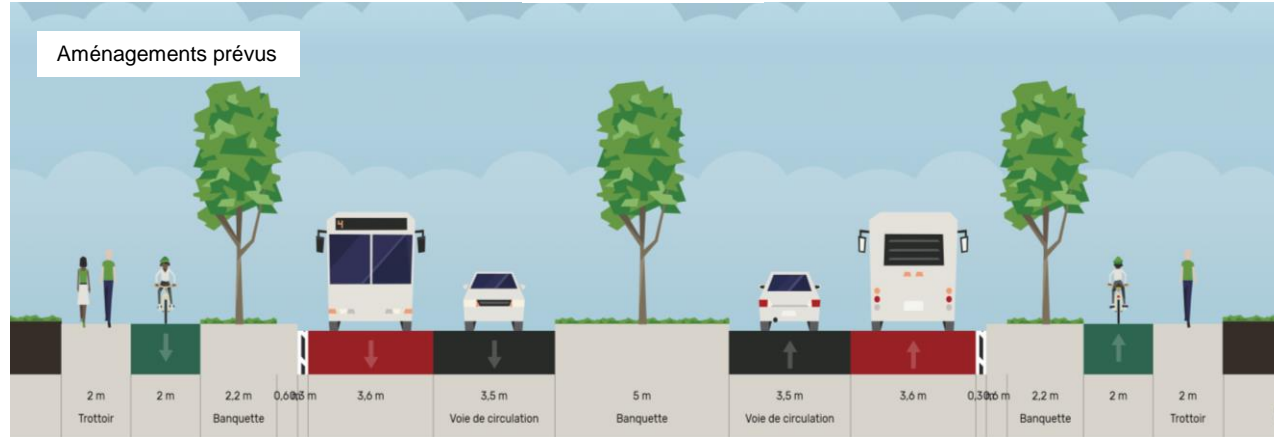 Aménagements prévus
4
2 m
Trottoir
2 m
2,2 m
Banquette
3,6 m
3,5 m
Voie de circulation
5 m
Banquette
3,5 m
Voie de circulation
3,6 m
2,2 m
Banquette
2 m
2 m
Trottoir